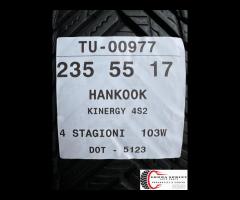 TU-00977
235 55 17
HANKOOK
KINERGY 4S2
4 STAGIONI 103W
DOT - 5123